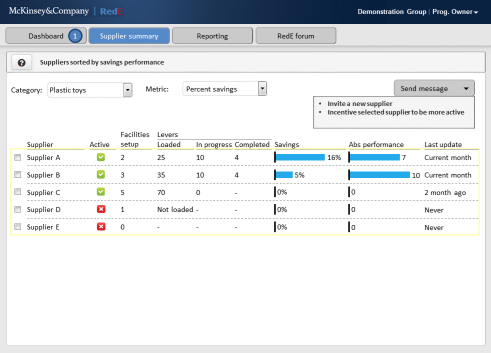 McKinsey&Company | RedE
Demonstration Group | Prog. Owner
Dashboard 1 Supplier summary Reporting RedE forum
? Suppliers sorted by savings performance
Category: Plastic toys Metric: Percent savings Send message
• Invite a new supplier
• Incentive selected supplier to be more active
Facilities Levers
Supplier Active setup Loaded In progress Completed Savings Abs performance Last update
Supplier A 2 25 10 4 16% 7 Current month
Supplier B 3 35 10 4 5% 10 Current month
Supplier C 5 70 0 - 0% 0 2 month ago
Supplier D 1 Not loaded - - 0% 0 Never
Supplier E 0 - - - 0% 0 Never